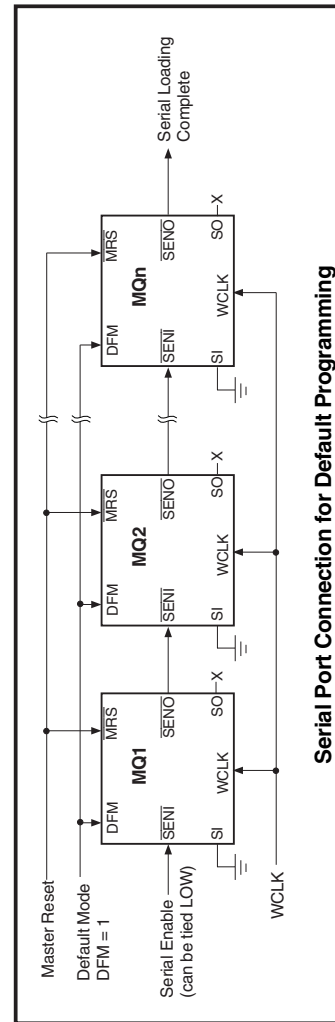 Master Reset
Default Mode
DFM = 1
DFM
MRS
MQ1
Serial Enable
(can be tied LOW)
SENI
SENO
SI
WCLK
SO
X
DFM
MRS
MQ2
SENI
SENO
SI
WCLK
SO
X
DFM
MRS
MQn
SENI
SENO
SI
WCLK
SO
X
Serial Loading
Complete
WCLK
Serial Port Connection for Default Programming